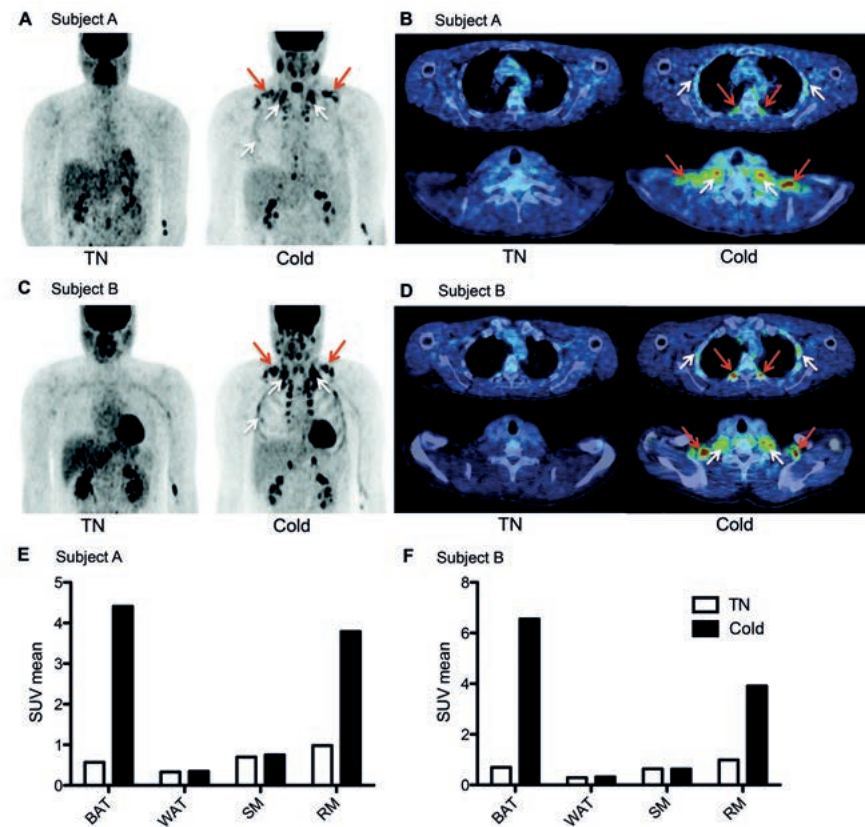 A Subject A
B Subject A
TN
Cold
TN
Cold
C Subject B
D Subject B
TN
Cold
TN
Cold
E Subject A
5
4
3
2
1
0
SUV mean
BAT
WAT
SM
RM
F Subject B
8
6
4
2
0
SUV mean
TN
Cold
BAT
WAT
SM
RM